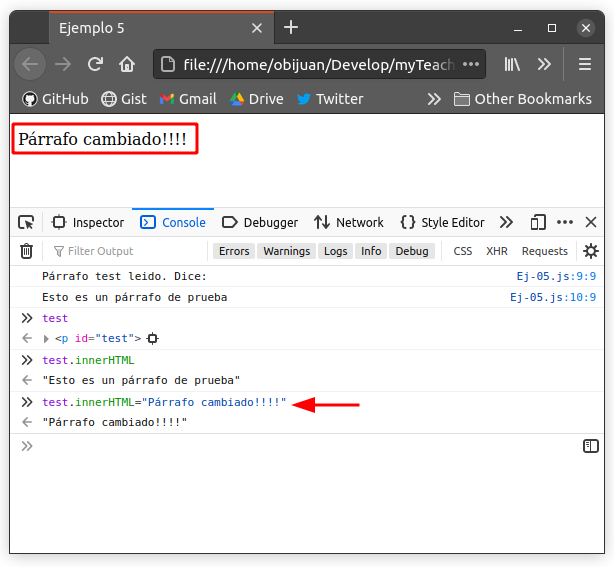 Ejemplo 5
file:///home/obijuan/Develop/myTeach
GitHub Gist Gmail Drive Twitter Other Bookmarks
Párrafo cambiado!!!!
Inspector Console Debugger Network Style Editor
Filter Output Errors Warnings Logs Info Debug CSS XHR Requests
Párrafo test leido. Dice: Ej-05.js:9:9
Esto es un párrafo de prueba Ej-05.js:10:9
test
<p id="test">
test.innerHTML
"Esto es un párrafo de prueba"
test.innerHTML="Párrafo cambiado!!!!"
"Párrafo cambiado!!!!"